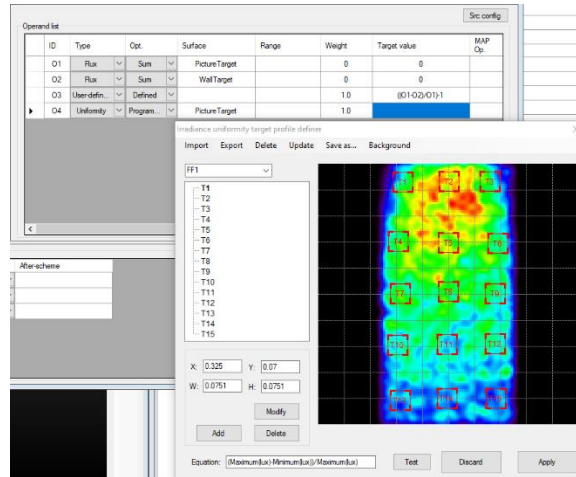 Src config
Operand list
ID Type Opt. Surface Range Weight Target value MAP Op.
O1 Flux Sum PictureTarget 0 0
O2 Flux Sum WallTarget 0 0
O3 User-defin... Defined 1.0 ((O1-O2)/O1)-1
O4 Uniformity Program... PictureTarget 1.0
Irradiance uniformity target profile definer
Import Export Delete Update Save as... Background
FF1
T1
T2
T3
T4
T5
T6
T7
T8
T9
T10
T11
T12
T13
T14
T15
T1 T2 T3
T4 T5 T6
T7 T8 T9
T10 T11 T12
After-scheme
X: 0.325 Y: 0.07
W: 0.0751 H: 0.0751
Modify
Add Delete
Equation: (Maximum(lux)-Minimum(lux))/Maximum(lux) Test Discard Apply